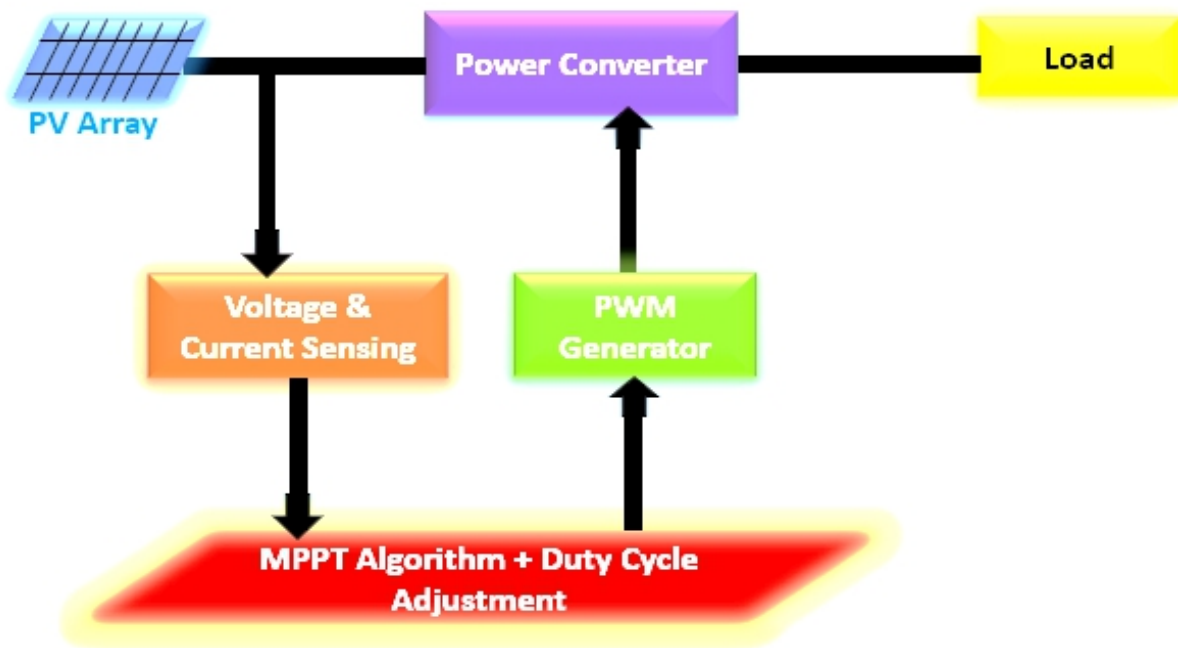 PV Array
Power Converter
Load
Voltage &
Current Sensing
PWM
Generator
MPPT Algorithm + Duty Cycle
Adjustment